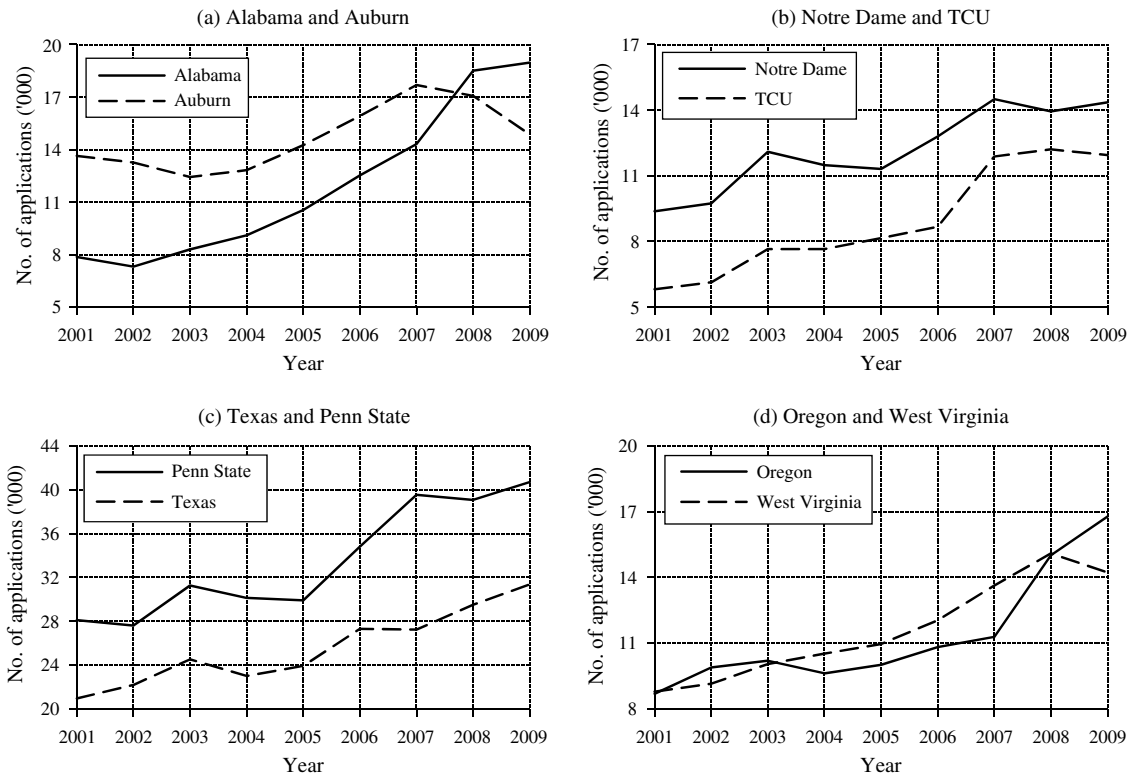 (a) Alabama and Auburn
20
17
14
11
8
5
No. of applications ('000)
Alabama
Auburn
2001 2002 2003 2004 2005 2006 2007 2008 2009
Year
(b) Notre Dame and TCU
17
14
11
8
5
No. of applications ('000)
Notre Dame
TCU
2001 2002 2003 2004 2005 2006 2007 2008 2009
Year
(c) Texas and Penn State
44
40
36
32
28
24
20
No. of applications ('000)
Penn State
Texas
2001 2002 2003 2004 2005 2006 2007 2008 2009
Year
(d) Oregon and West Virginia
20
17
14
11
8
No. of applications ('000)
Oregon
West Virginia
2001 2002 2003 2004 2005 2006 2007 2008 2009
Year